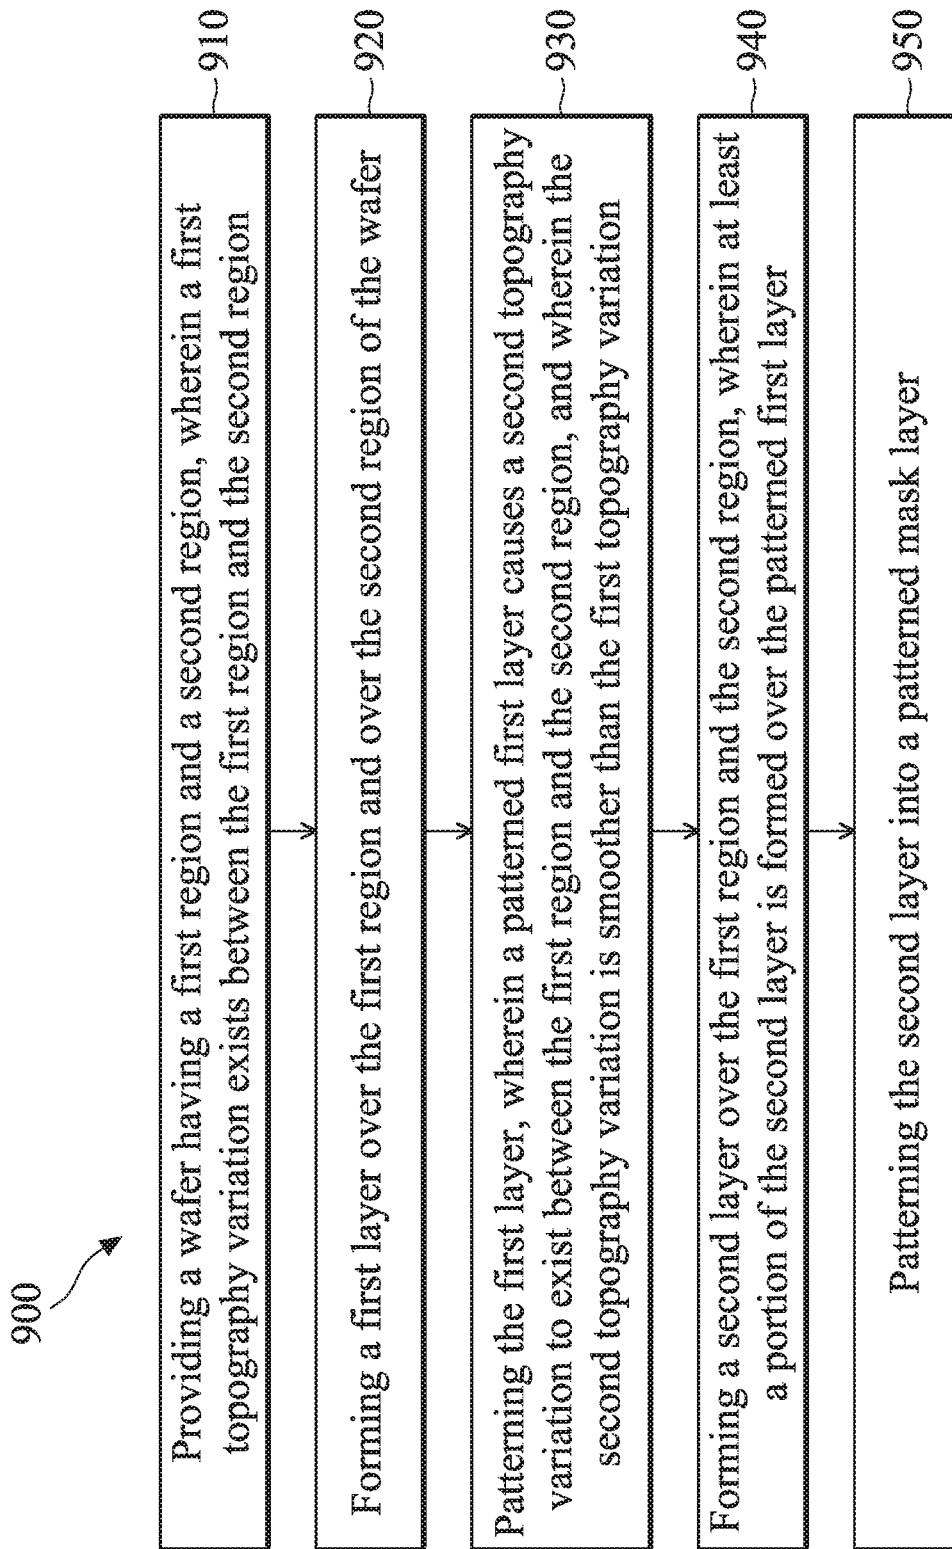 900
Providing a wafer having a first region and a second region, wherein a first
topography variation exists between the first region and the second region
910
Forming a first layer over the first region and over the second region of the wafer
920
Patterning the first layer, wherein a patterned first layer causes a second topography
variation to exist between the first region and the second region, and wherein the
second topography variation is smoother than the first topography variation
930
Forming a second layer over the first region and the second region, wherein at least
a portion of the second layer is formed over the patterned first layer
940
Patterning the second layer into a patterned mask layer
950